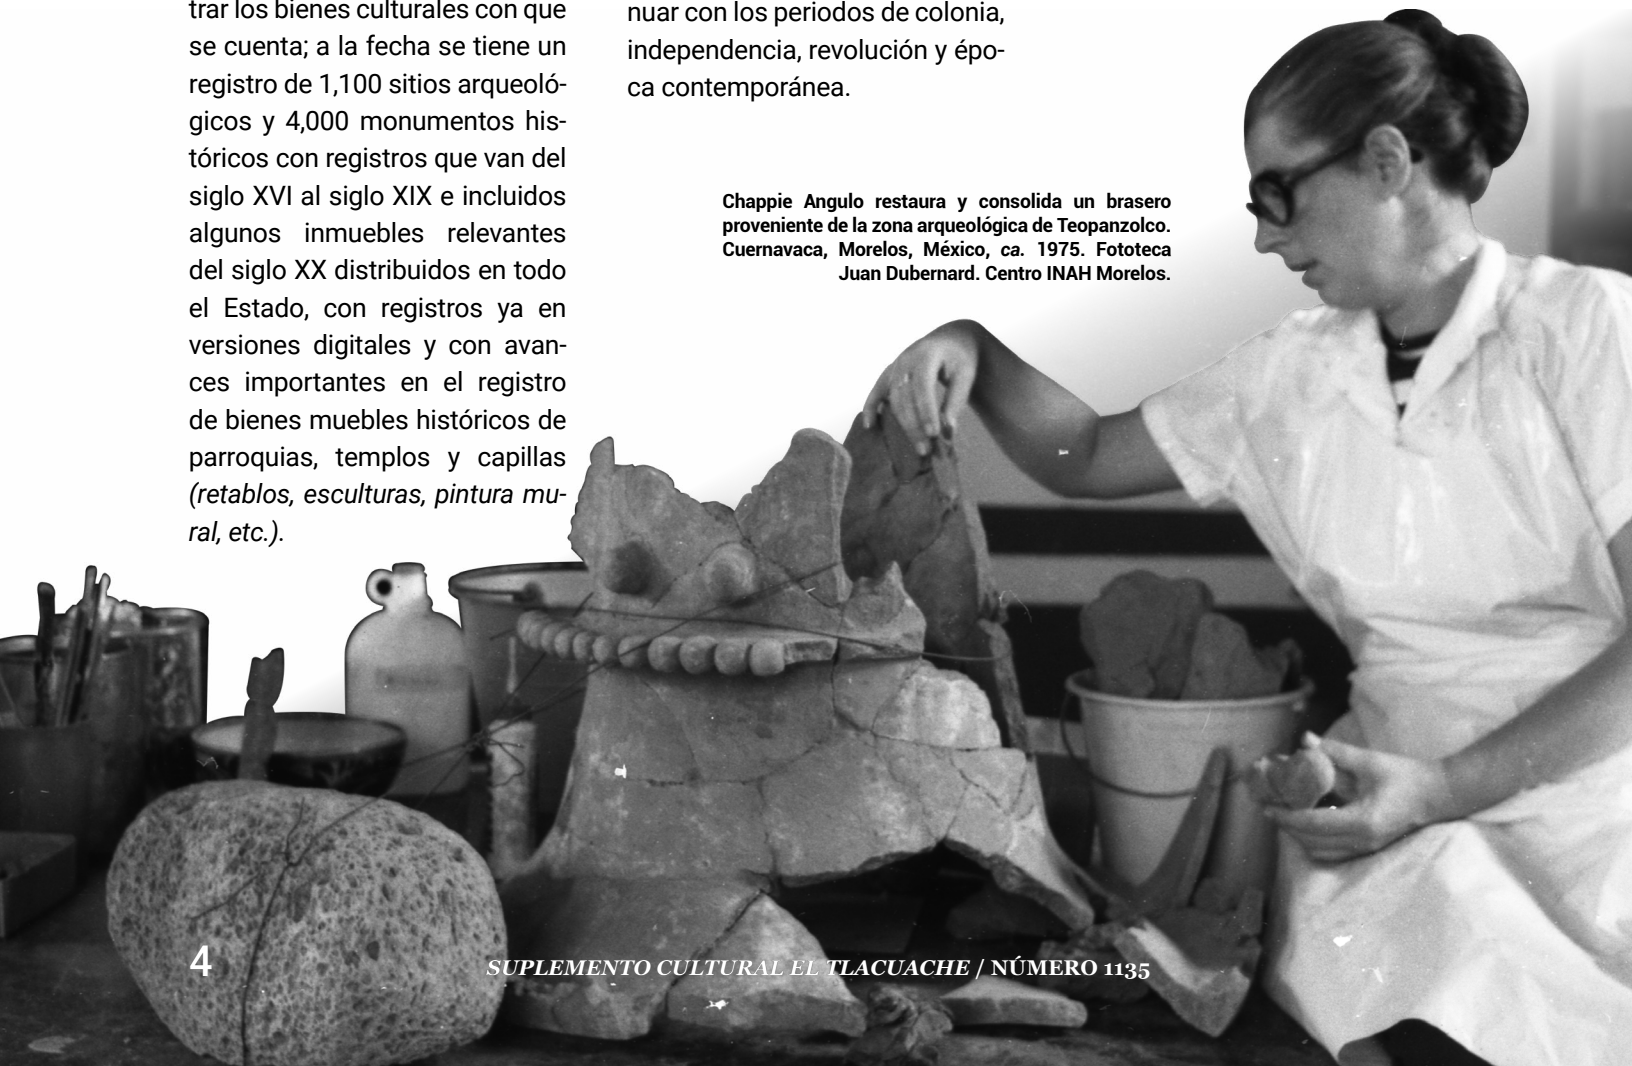 trar los bienes culturales con que
se cuenta; a la fecha se tiene un
registro de 1,100 sitios arqueoló-
gicos y 4,000 monumentos his-
tóricos con registros que van del
siglo XVI al siglo XIX e incluidos
algunos inmuebles relevantes
del siglo XX distribuidos en todo
el Estado, con registros ya en
versiones digitales y con avan-
ces importantes en el registro
de bienes muebles históricos de
parroquias, templos y capillas
(retablos, esculturas, pintura mu-
ral, etc.).
nuar con los periodos de colonia,
independencia, revolución y épo-
ca contemporánea.
Chappie Angulo restaura y consolida un brasero
proveniente de la zona arqueológica de Teopanzolco.
Cuernavaca, Morelos, México, ca. 1975. Fototeca
Juan Dubernard. Centro INAH Morelos.
4
SUPLEMENTO CULTURAL EL TLACUACHE / NÚMERO 1135